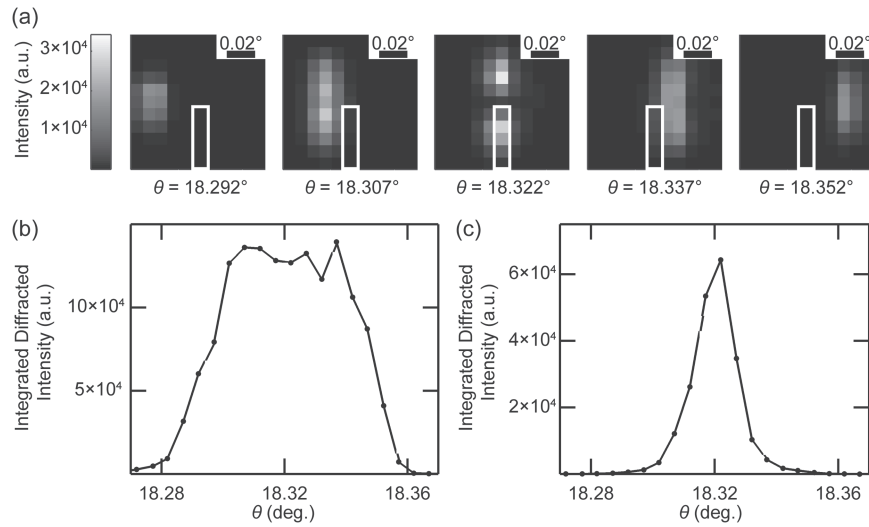 (a)
Intensity (a.u.)
3×10⁴
2×10⁴
1×10⁴
0.02° 0.02° 0.02° 0.02° 0.02°
θ = 18.292° θ = 18.307° θ = 18.322° θ = 18.337° θ = 18.352°
(b)
Integrated Diffracted
Intensity (a.u.)
10×10⁴
5×10⁴
18.28 18.32 18.36
θ (deg.)
(c)
Integrated Diffracted
Intensity (a.u.)
6×10⁴
4×10⁴
2×10⁴
18.28 18.32 18.36
θ (deg.)